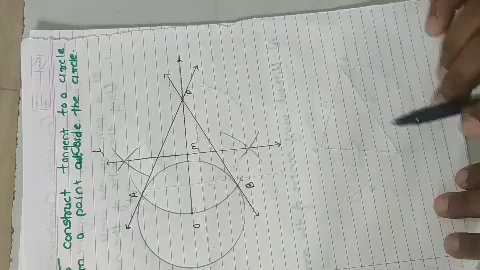 construct tangent to a circle
a point outside the circle.
P
L
M
A
B
O